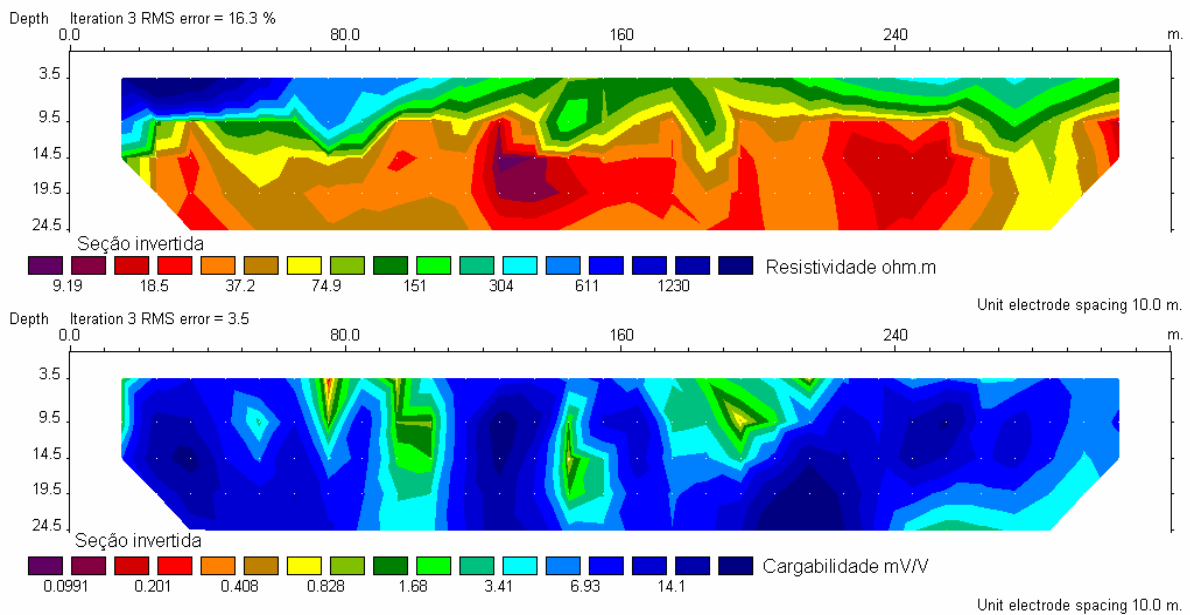 Depth Iteration 3 RMS error = 16.3 %
0.0 80.0 160 240 m.
3.5
9.5
14.5
19.5
24.5
Seção invertida
Resistividade ohm.m
9.19 18.5 37.2 74.9 151 304 611 1230
Unit electrode spacing 10.0 m.
Depth Iteration 3 RMS error = 3.5
0.0 80.0 160 240 m.
3.5
9.5
14.5
19.5
24.5
Seção invertida
Cargabilidade mV/V
0.0991 0.201 0.408 0.828 1.68 3.41 6.93 14.1
Unit electrode spacing 10.0 m.